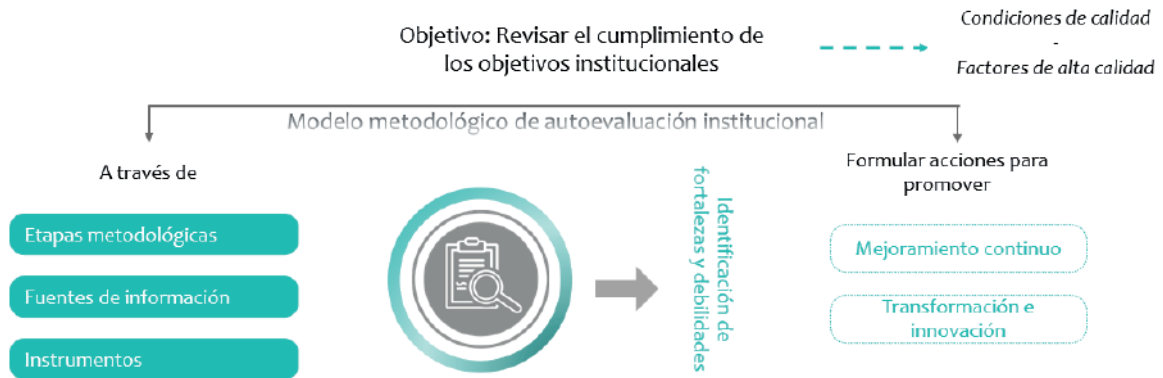 Objetivo: Revisar el cumplimiento de
los objetivos institucionales
Condiciones de calidad
-
Factores de alta calidad
Modelo metodológico de autoevaluación institucional
A través de
Etapas metodológicas
Fuentes de información
Instrumentos
Identificación de
fortalezas y debilidades
Formular acciones para
promover
Mejoramiento continuo
Transformación e
innovación